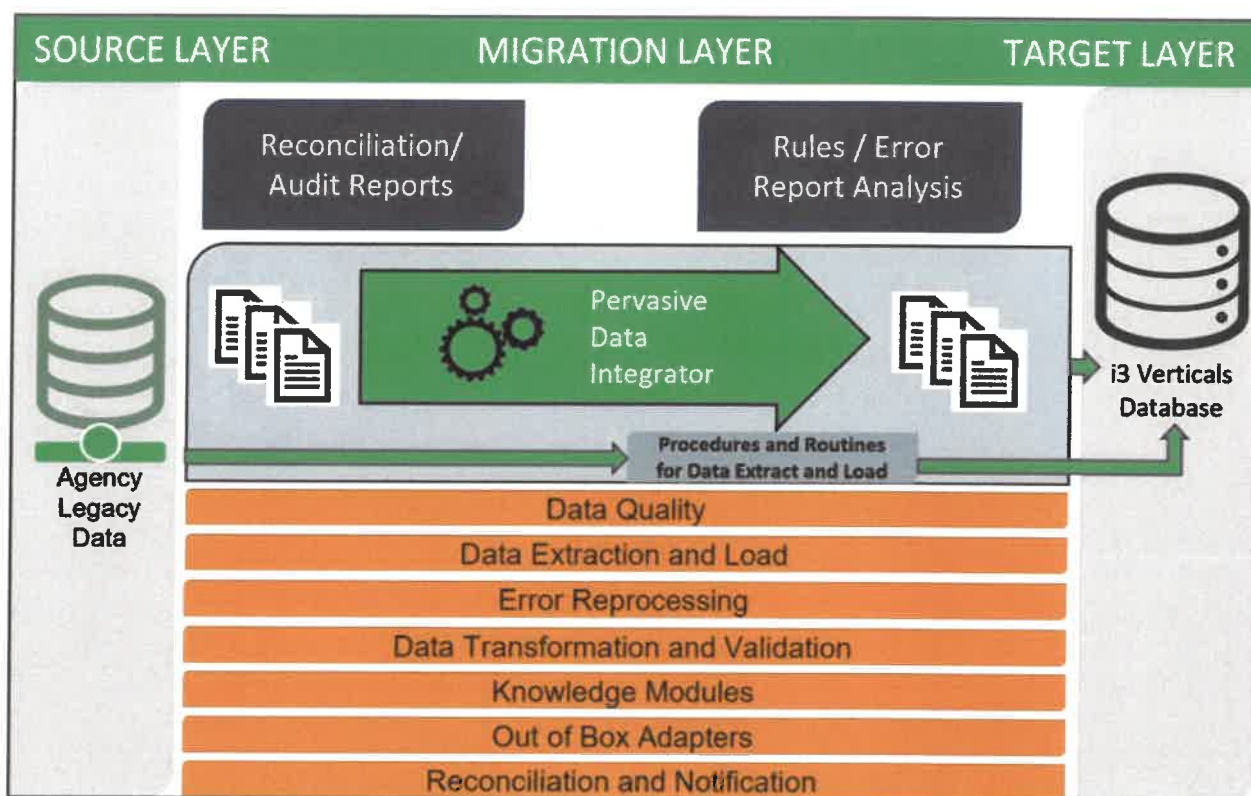 SOURCE LAYER
MIGRATION LAYER
TARGET LAYER
Reconciliation/
Audit Reports
Rules / Error
Report Analysis
Pervasive
Data
Integrator
i3 Verticals
Database
Procedures and Routines
for Data Extract and Load
Agency
Legacy
Data
Data Quality
Data Extraction and Load
Error Reprocessing
Data Transformation and Validation
Knowledge Modules
Out of Box Adapters
Reconciliation and Notification